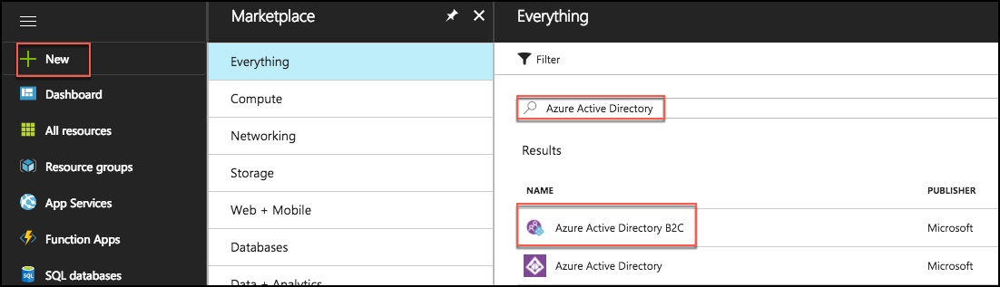 New
Dashboard
All resources
Resource groups
App Services
Function Apps
SQL
SQL databases
Marketplace
Everything
Compute
Networking
Storage
Web + Mobile
Databases
Data + Analytics
Everything
Filter
Azure Active Directory
Results
NAME PUBLISHER
Azure Active Directory B2C Microsoft
Azure Active Directory Microsoft